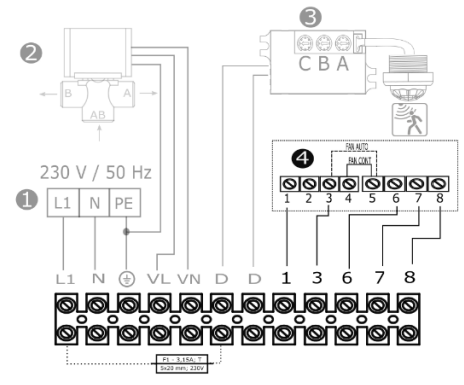 3
2
C B A
B
A
AB
FAN AUTO
4
FAN CONT.
230 V / 50 Hz
1
L1 N PE
1 2 3 4 5 6 7 8
L1 N VL VN D D 1 3 6 7 8
F1 - 3,15A, T
5x20 mm, 230V